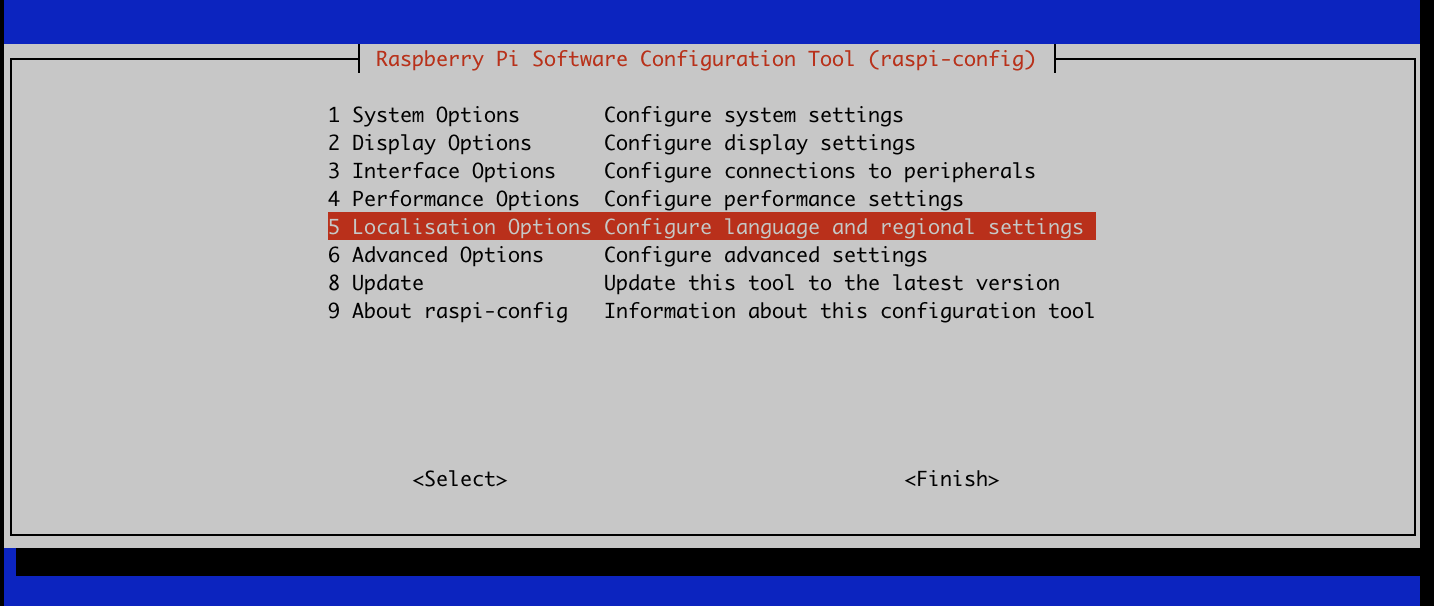 Raspberry Pi Software Configuration Tool (raspi-config)
1 System Options Configure system settings
2 Display Options Configure display settings
3 Interface Options Configure connections to peripherals
4 Performance Options Configure performance settings
5 Localisation Options Configure language and regional settings
6 Advanced Options Configure advanced settings
8 Update Update this tool to the latest version
9 About raspi-config Information about this configuration tool
<Select> <Finish>